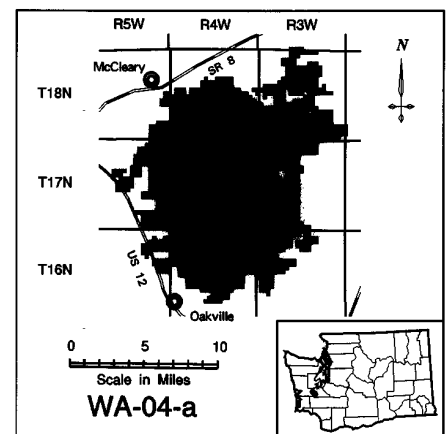 R5W R4W R3W
McCleary
SR 8
N
T18N
T17N
T16N
US 12
Oakville
0 5 10
Scale in Miles
WA-04-a